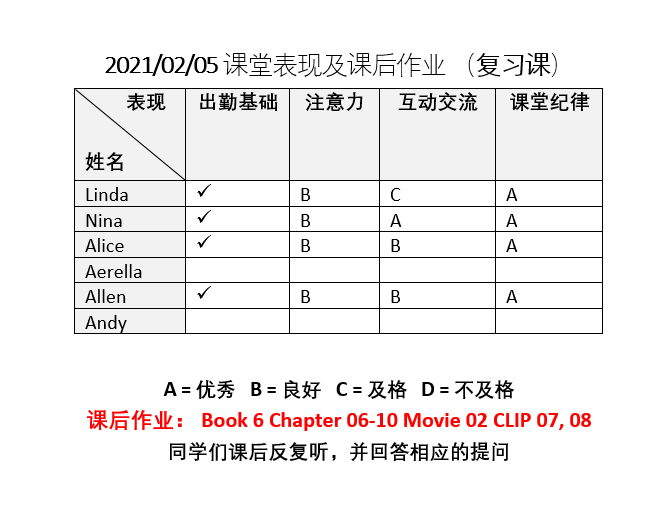 2021/02/05 课堂表现及课后作业 （复习课）
表现 出勤基础 注意力 互动交流 课堂纪律
姓名
Linda ✓ B C A
Nina ✓ B A A
Alice ✓ B B A
Aerella
Allen ✓ B B A
Andy
A = 优秀 B = 良好 C = 及格 D = 不及格
课后作业： Book 6 Chapter 06-10 Movie 02 CLIP 07, 08
同学们课后反复听，并回答相应的提问